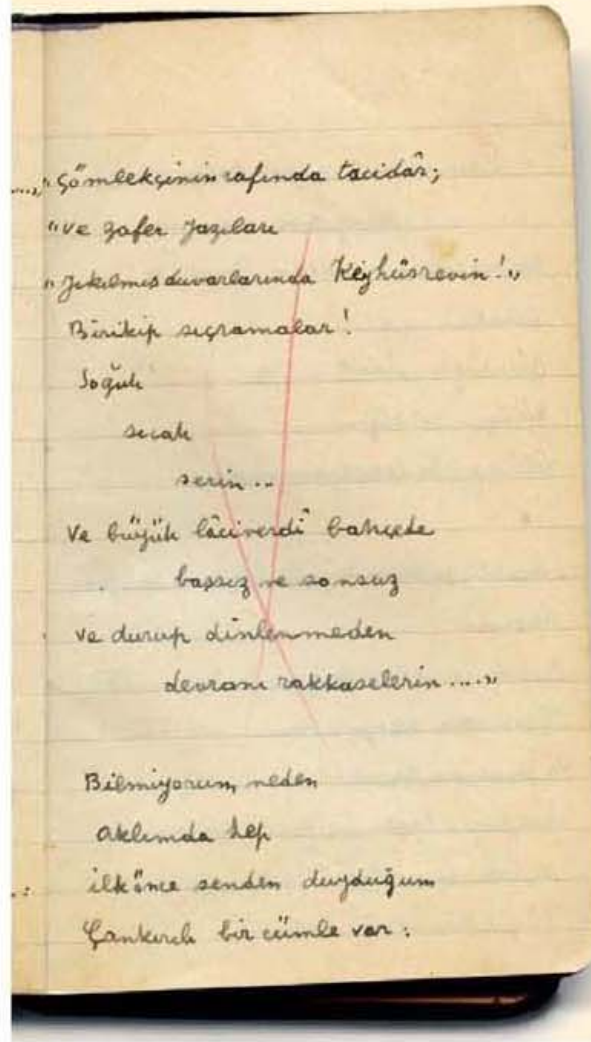 ...." Çömlekçinin rafında tacidâr;
"ve zafer yazıları
"yıkılmış duvarlarında Keyhüsrevin!"
Birikip sıçramalar!
Soğuk
sıcak
serin..
Ve büyük lâciverdî bahçede
başsız ve sonsuz
ve durup dinlenmeden
devranı rakkaselerin...."
Bilmiyorum, neden
aklımda hep
ilkönce senden duyduğum
Çankırılı bir cümle var: